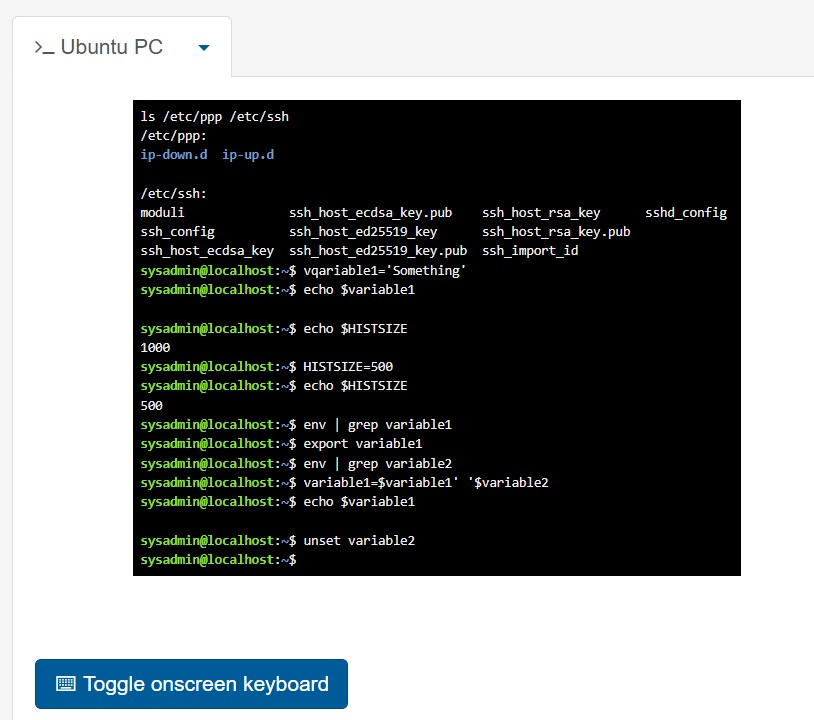 >_ Ubuntu PC
ls /etc/ppp /etc/ssh
/etc/ppp:
ip-down.d  ip-up.d
/etc/ssh:
moduli              ssh_host_ecdsa_key.pub    ssh_host_rsa_key      sshd_config
ssh_config          ssh_host_ed25519_key      ssh_host_rsa_key.pub
ssh_host_ecdsa_key  ssh_host_ed25519_key.pub  ssh_import_id
sysadmin@localhost:~$ vqariable1='Something'
sysadmin@localhost:~$ echo $variable1
sysadmin@localhost:~$ echo $HISTSIZE
1000
sysadmin@localhost:~$ HISTSIZE=500
sysadmin@localhost:~$ echo $HISTSIZE
500
sysadmin@localhost:~$ env | grep variable1
sysadmin@localhost:~$ export variable1
sysadmin@localhost:~$ env | grep variable2
sysadmin@localhost:~$ variable1=$variable1' '$variable2
sysadmin@localhost:~$ echo $variable1
sysadmin@localhost:~$ unset variable2
sysadmin@localhost:~$
Toggle onscreen keyboard